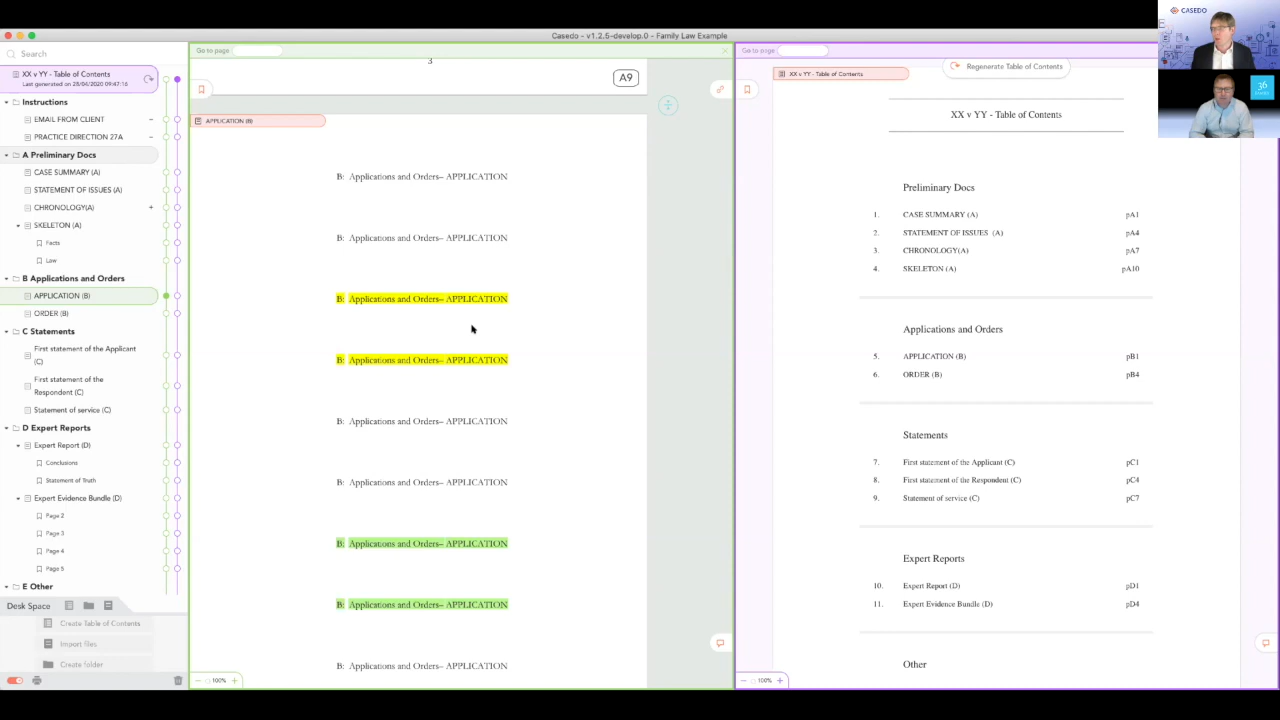 Casedo - v1.2.5-develop.0 - Family Law Example
CASEDO
36
Search
XX v YY - Table of Contents
Last generated on 28/04/2020 09:47:16
Instructions
EMAIL FROM CLIENT
PRACTICE DIRECTION 27A
A Preliminary Docs
CASE SUMMARY (A)
STATEMENT OF ISSUES (A)
CHRONOLOGY(A)
SKELETON (A)
Facts
Law
B Applications and Orders
APPLICATION (B)
ORDER (B)
C Statements
First statement of the Applicant
(C)
First statement of the
Respondent (C)
Statement of service (C)
D Expert Reports
Expert Report (D)
Conclusions
Statement of Truth
Expert Evidence Bundle (D)
Page 2
Page 3
Page 4
Page 5
E Other
Desk Space
Create Table of Contents
Import files
Create folder
Go to page
3
A9
APPLICATION (B)
B: Applications and Orders– APPLICATION
B: Applications and Orders– APPLICATION
B: Applications and Orders– APPLICATION
B: Applications and Orders– APPLICATION
B: Applications and Orders– APPLICATION
B: Applications and Orders– APPLICATION
B: Applications and Orders– APPLICATION
B: Applications and Orders– APPLICATION
B: Applications and Orders– APPLICATION
− 100% +
Go to page
XX v YY - Table of Contents
Regenerate Table of Contents
XX v YY - Table of Contents
Preliminary Docs
1. CASE SUMMARY (A) pA1
2. STATEMENT OF ISSUES (A) pA4
3. CHRONOLOGY(A) pA7
4. SKELETON (A) pA10
Applications and Orders
5. APPLICATION (B) pB1
6. ORDER (B) pB4
Statements
7. First statement of the Applicant (C) pC1
8. First statement of the Respondent (C) pC4
9. Statement of service (C) pC7
Expert Reports
10. Expert Report (D) pD1
11. Expert Evidence Bundle (D) pD4
Other
− 100% +